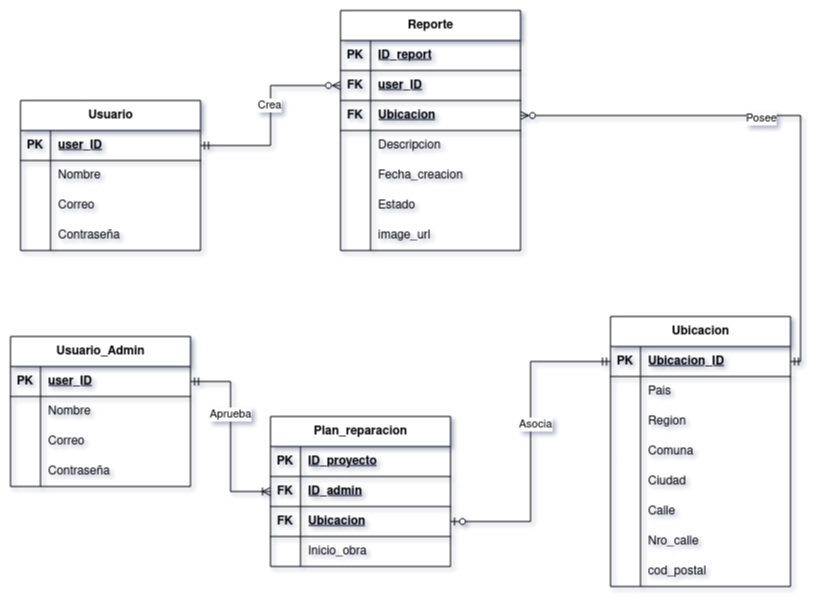 Reporte
PK ID_report
FK user_ID
FK Ubicacion
Descripcion
Fecha_creacion
Estado
image_url
Crea
Posee
Usuario
PK user_ID
Nombre
Correo
Contraseña
Usuario_Admin
PK user_ID
Nombre
Correo
Contraseña
Aprueba
Plan_reparacion
PK ID_proyecto
FK ID_admin
FK Ubicacion
Inicio_obra
Asocia
Ubicacion
PK Ubicacion_ID
Pais
Region
Comuna
Ciudad
Calle
Nro_calle
cod_postal